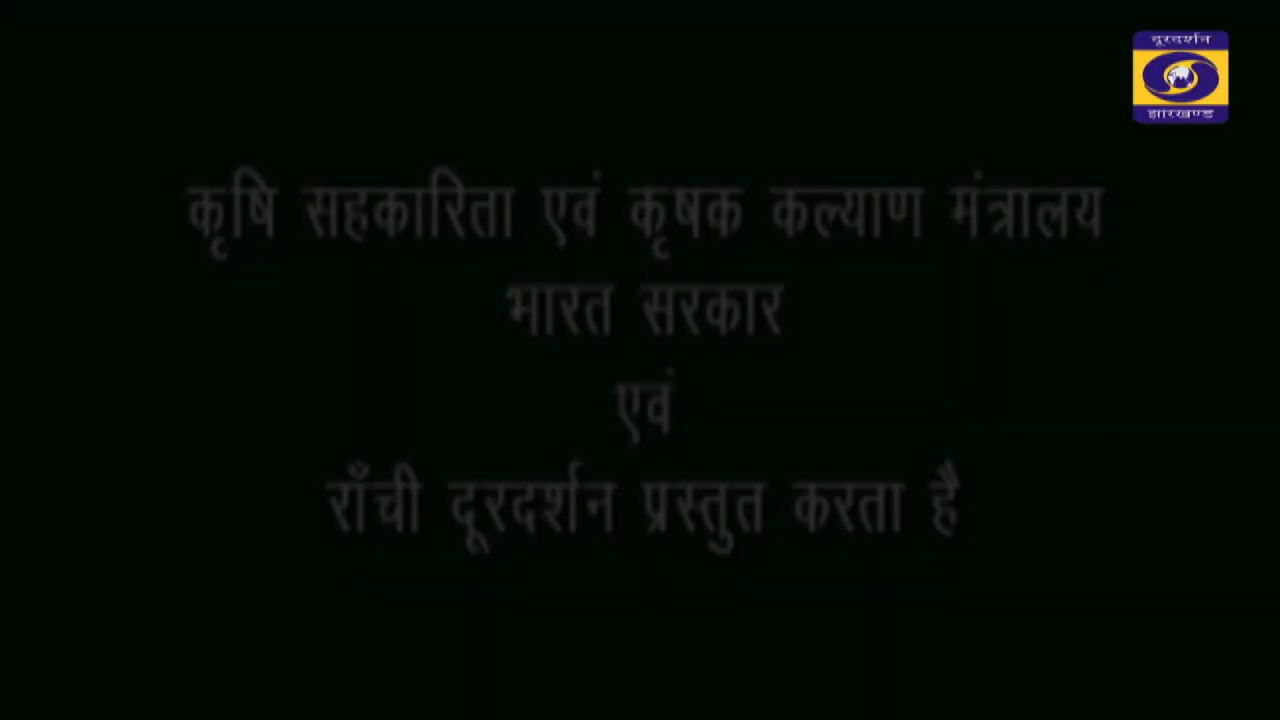 दूरदर्शन
झारखण्ड
कृषि सहकारिता एवं कृषक कल्याण मंत्रालय
भारत सरकार
एवं
राँची दूरदर्शन प्रस्तुत करता है